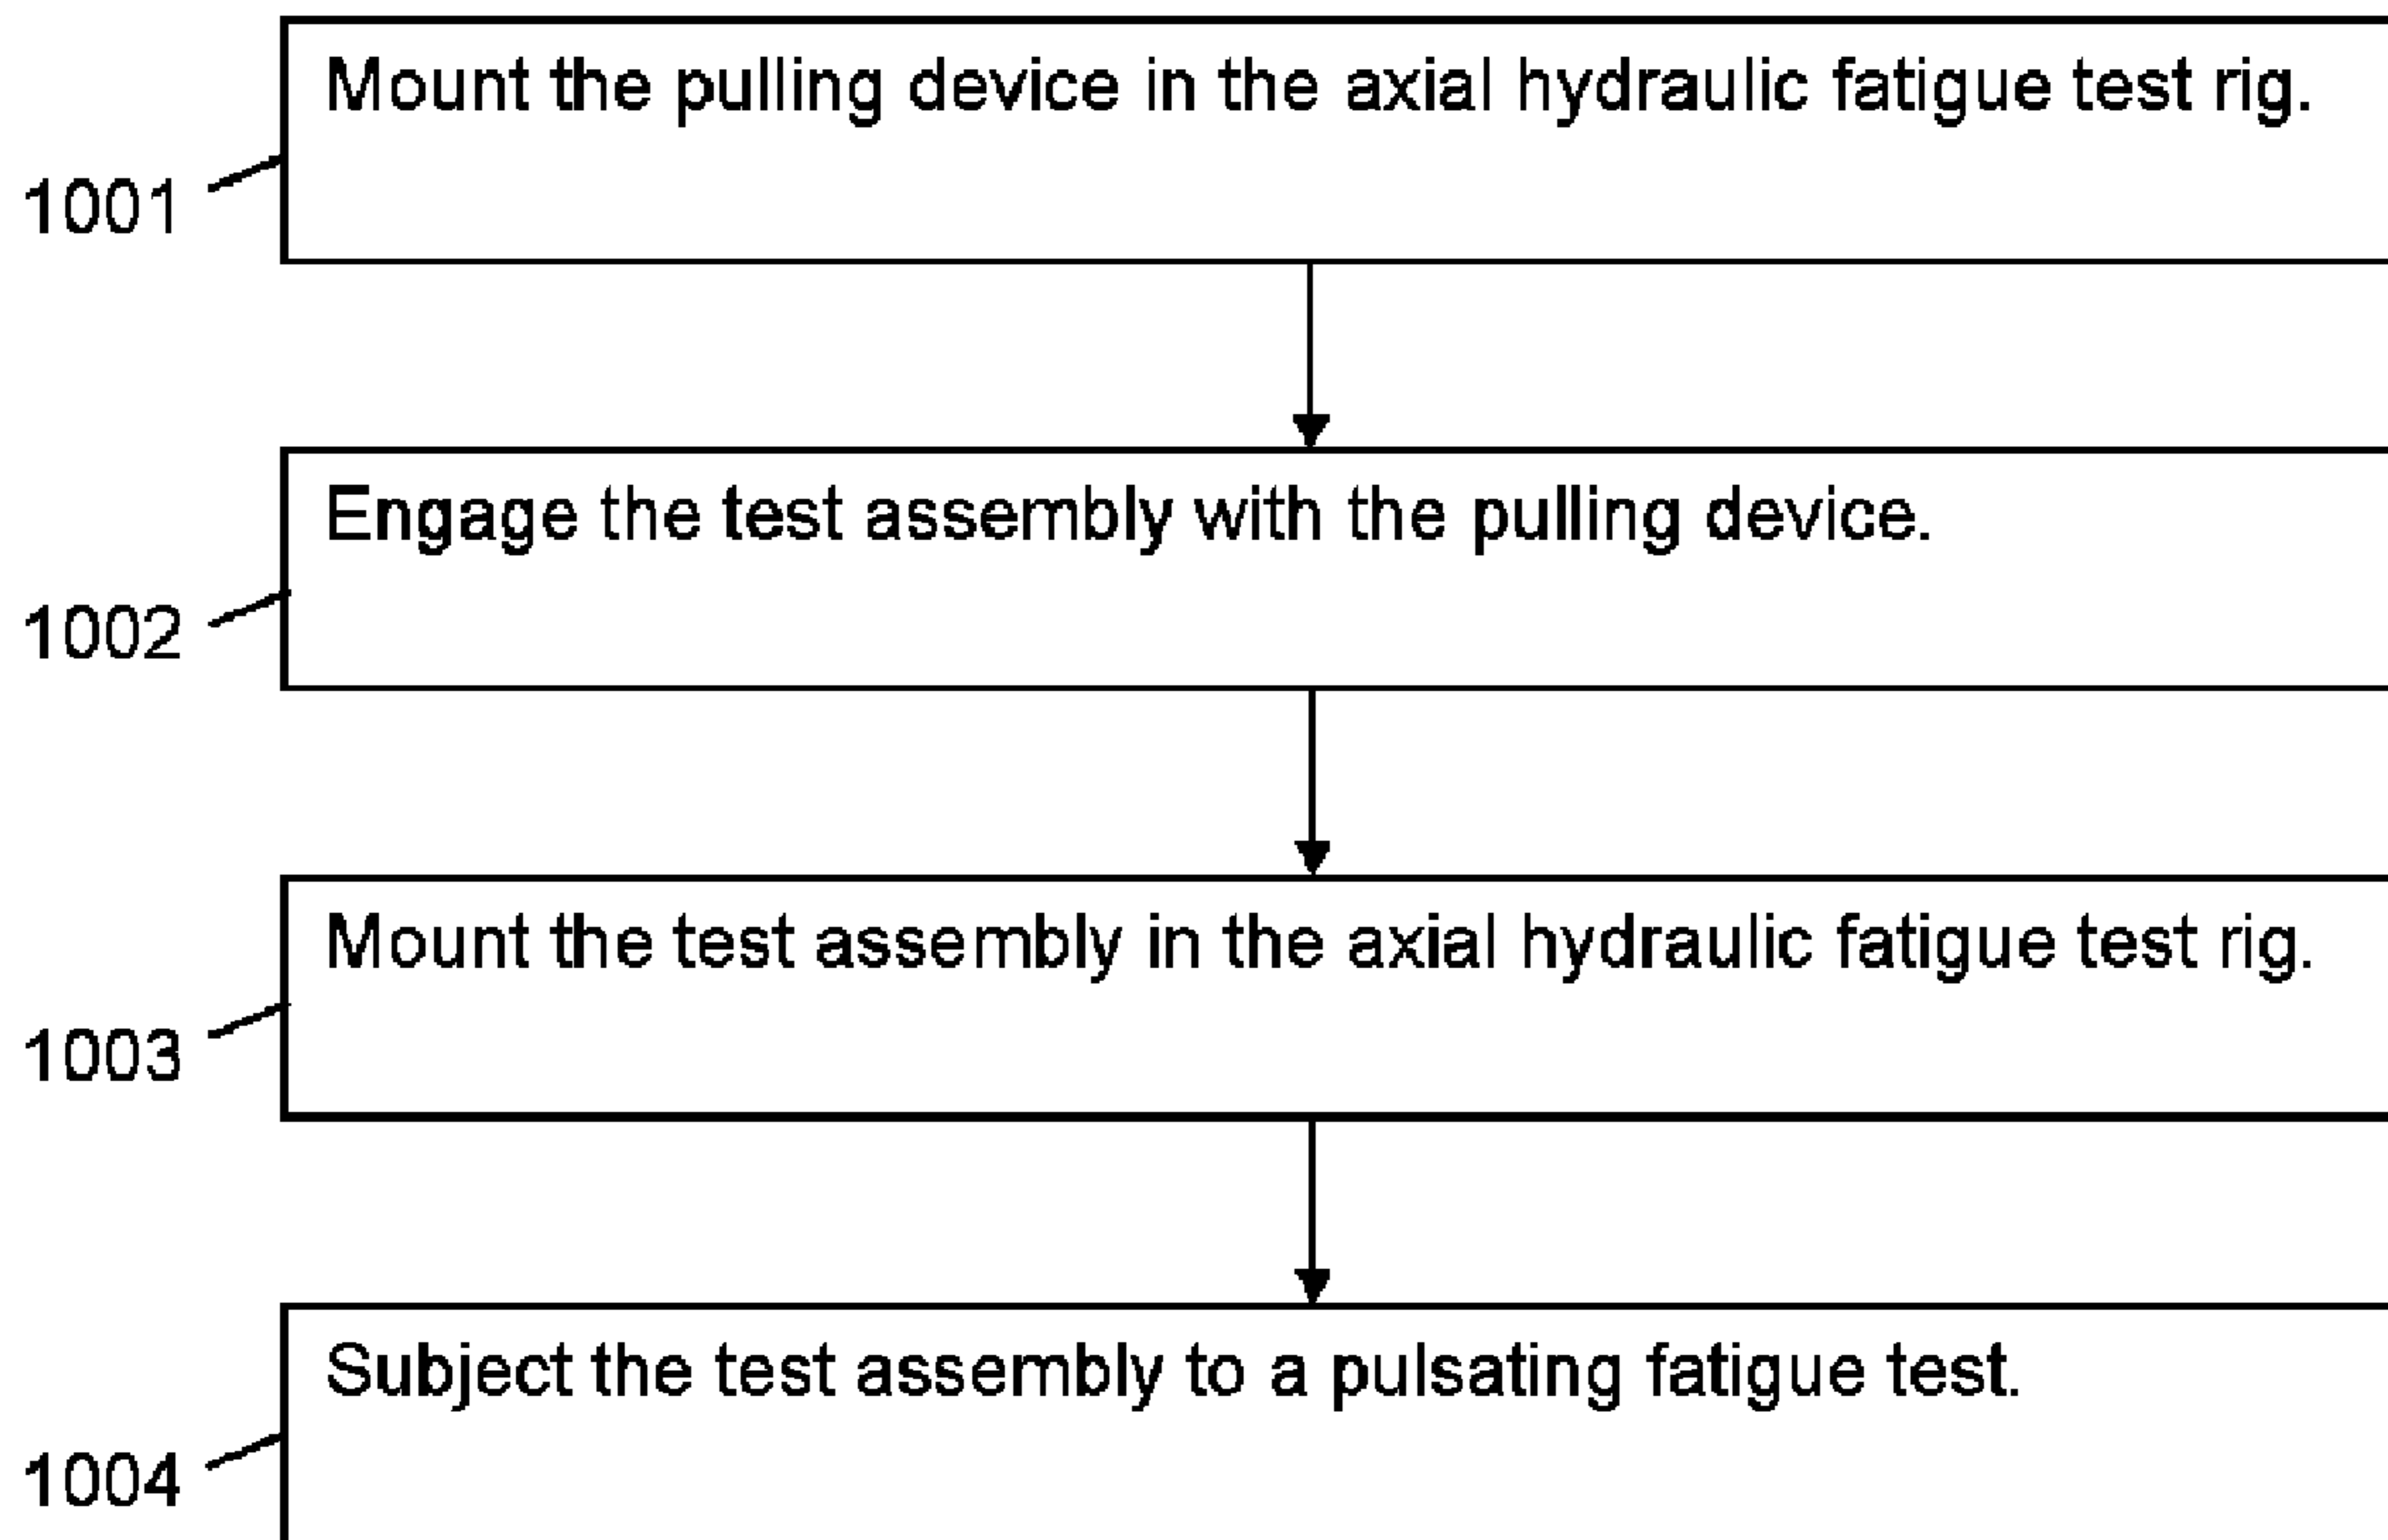 Mount the pulling device in the axial hydraulic fatigue test rig.
1001
Engage the test assembly with the pulling device.
1002
Mount the test assembly in the axial hydraulic fatigue test rig.
1003
Subject the test assembly to a pulsating fatigue test.
1004